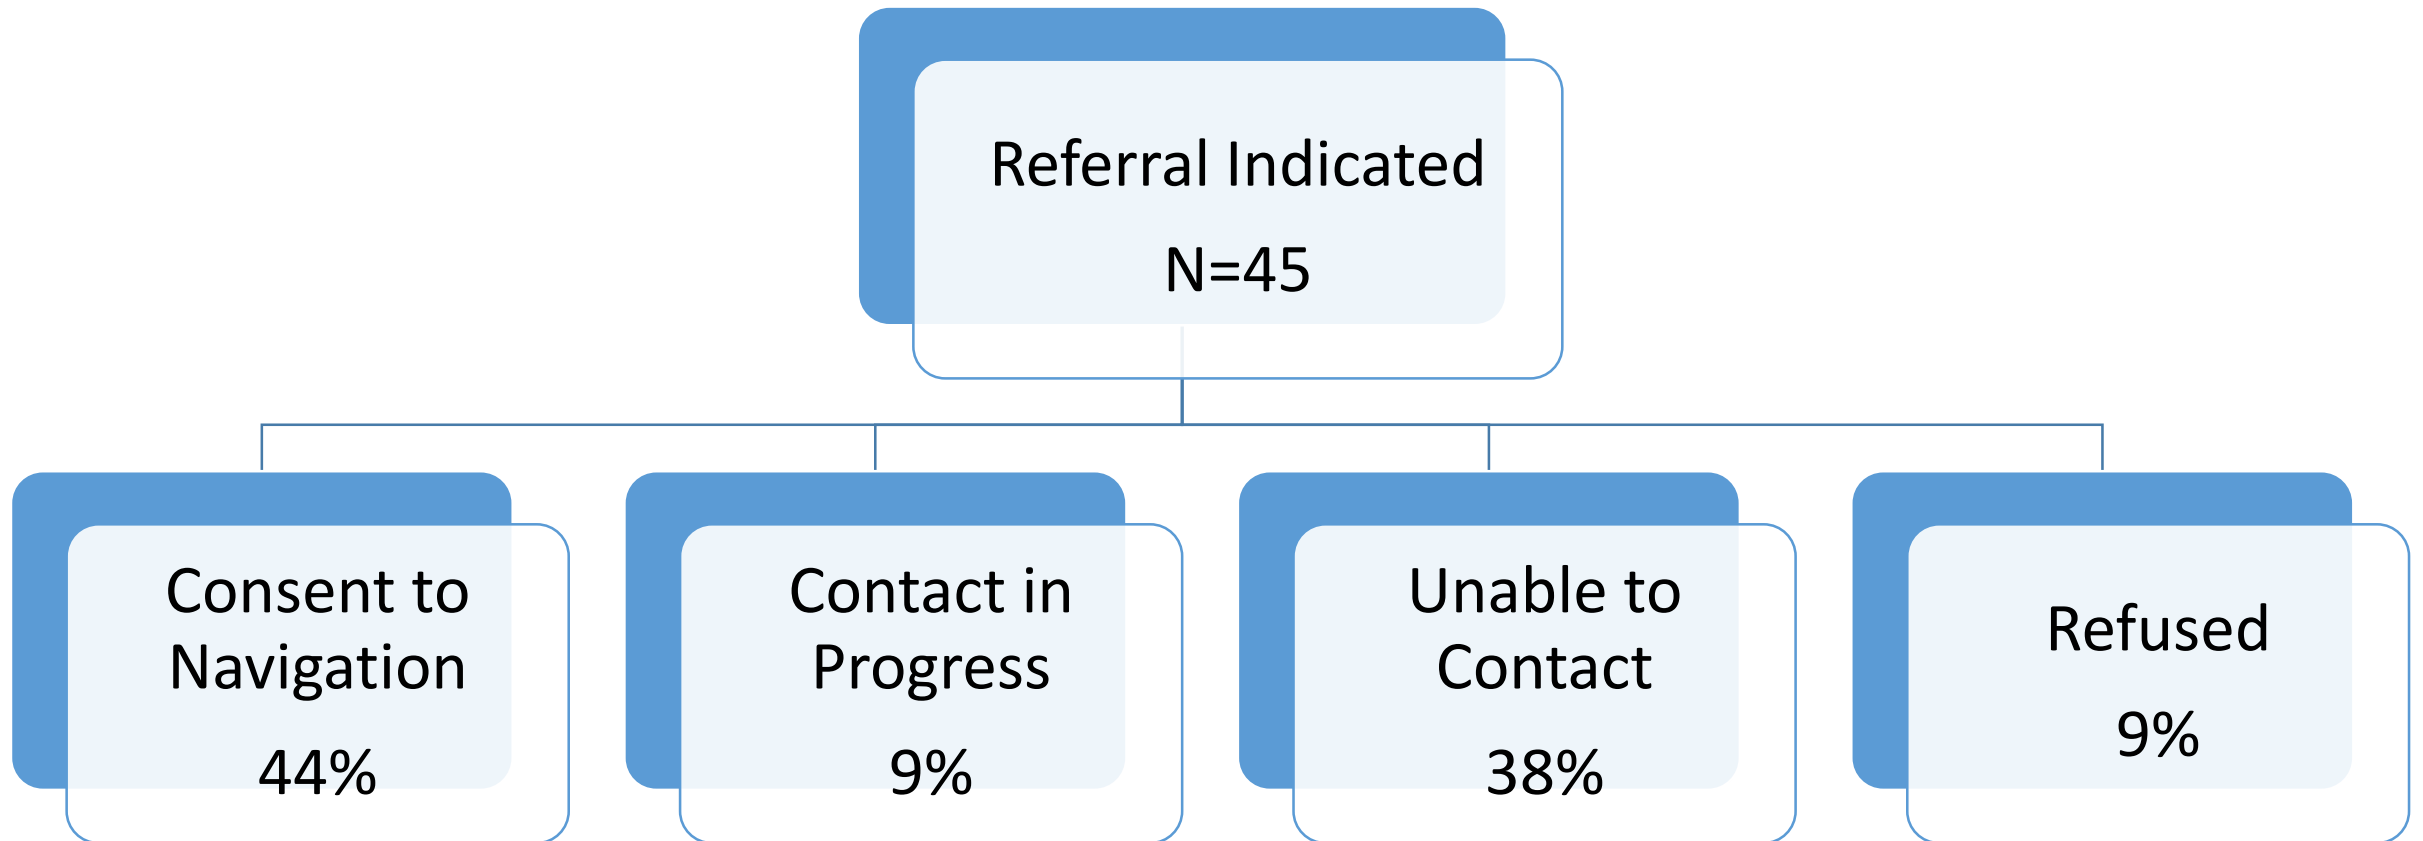 Referral Indicated
N=45
Consent to
Navigation
44%
Contact in
Progress
9%
Unable to
Contact
38%
Refused
9%